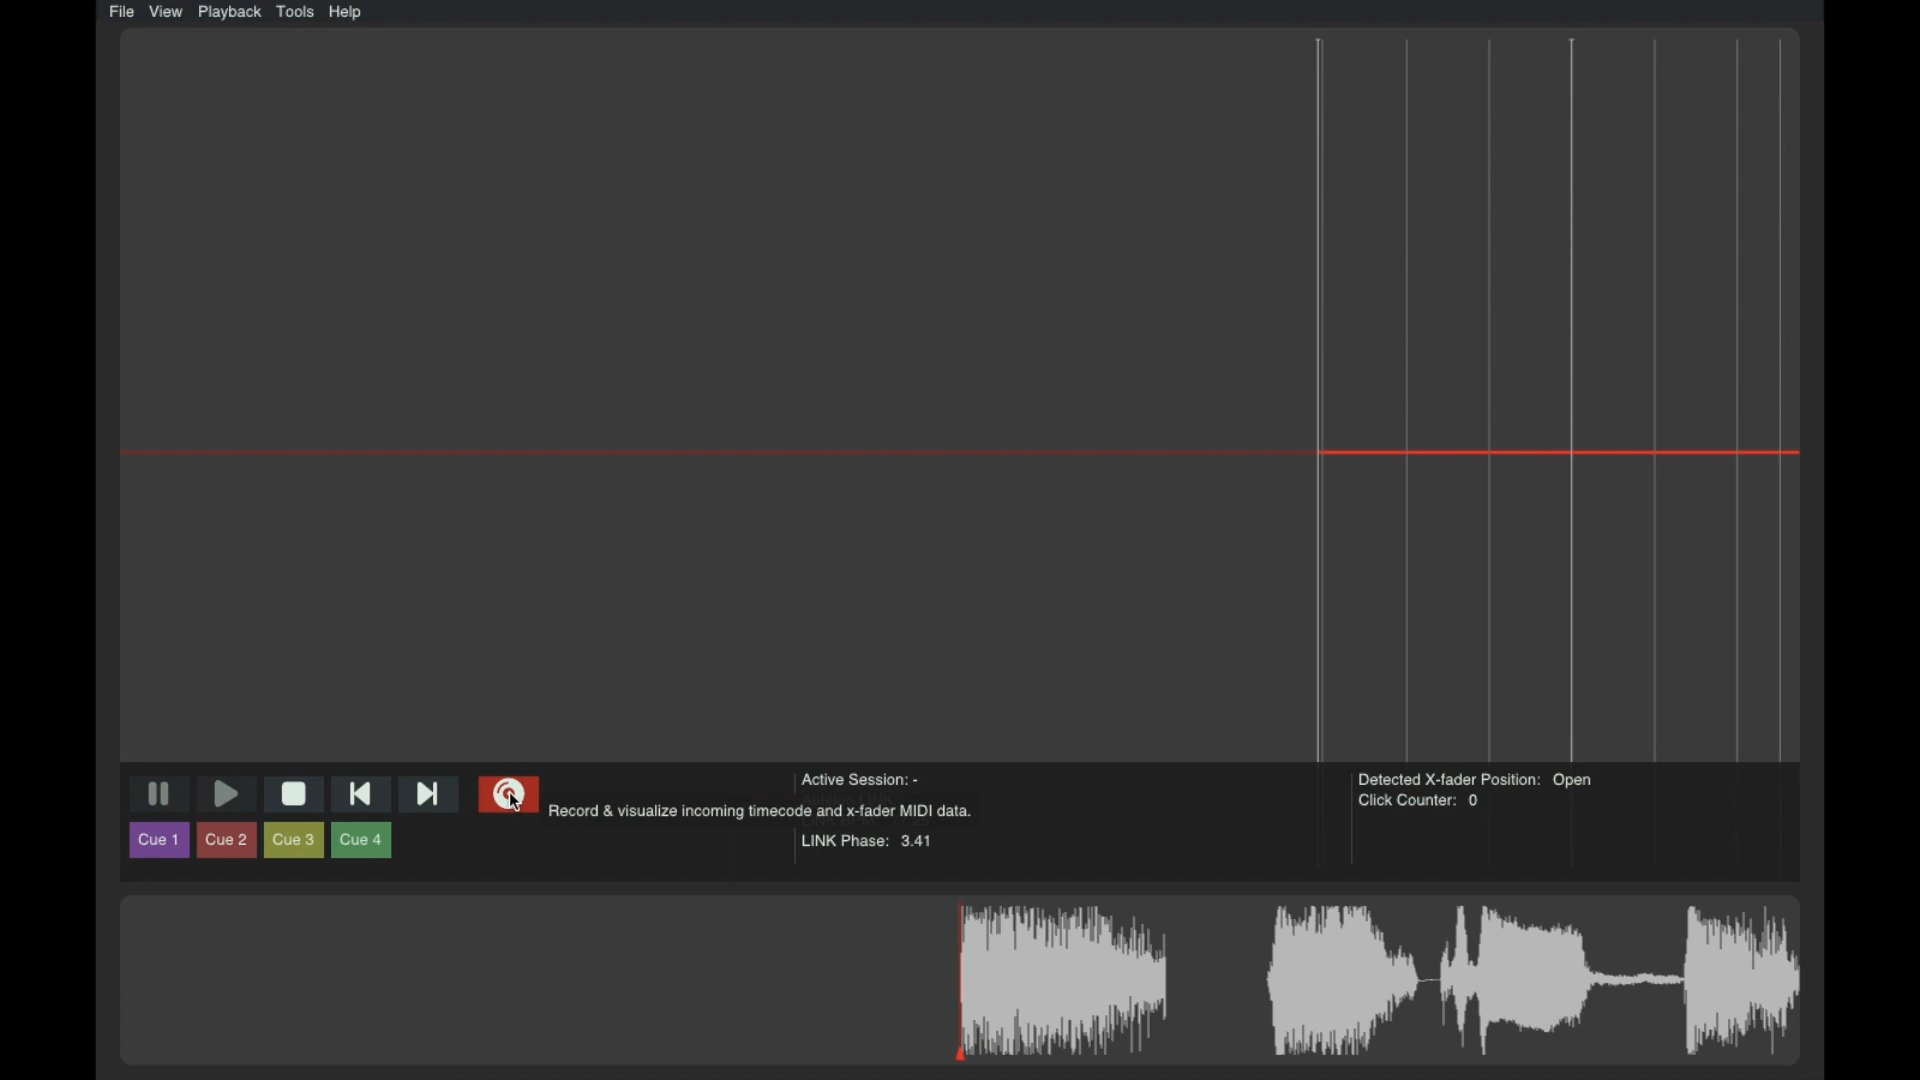 File View Playback Tools Help
Active Session: -
Detected X-fader Position: Open
Click Counter: 0
Record & visualize incoming timecode and x-fader MIDI data.
LINK Phase: 3.41
Cue 1 Cue 2 Cue 3 Cue 4